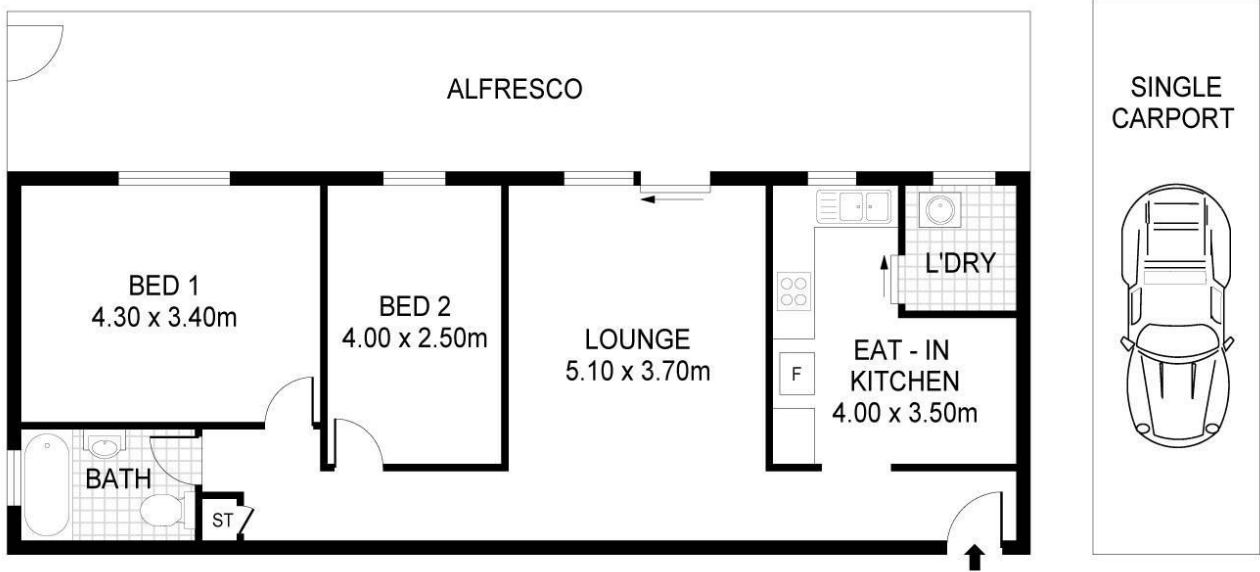 ALFRESCO
SINGLE
CARPORT
BED 1
4.30 x 3.40m
BED 2
4.00 x 2.50m
LOUNGE
5.10 x 3.70m
L'DRY
F
EAT - IN
KITCHEN
4.00 x 3.50m
BATH
ST